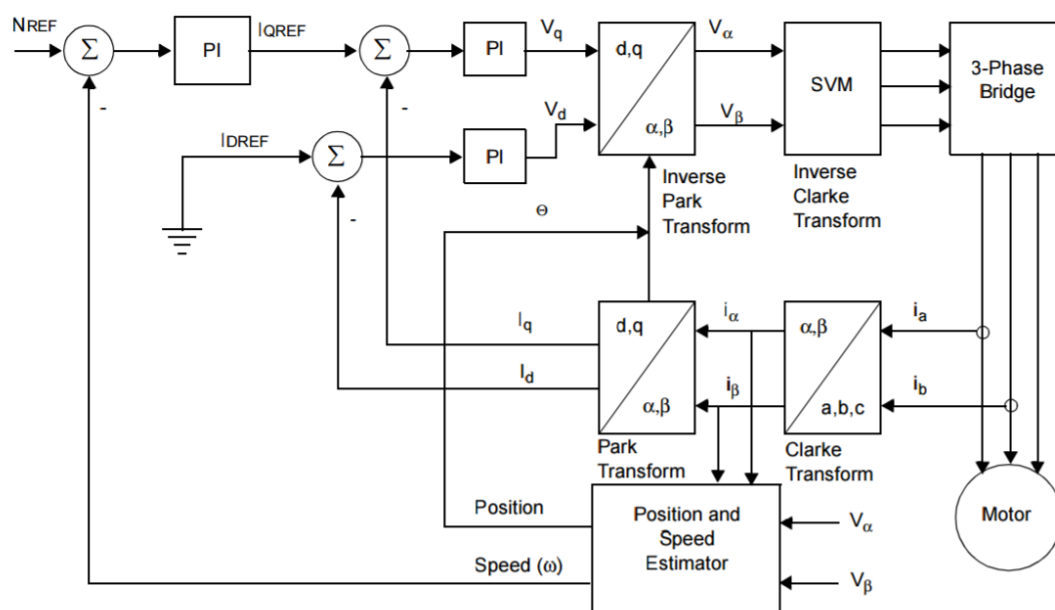 NREF
Σ
-
PI
IQREF
Σ
-
PI
Vq
d,q
α,β
Vα
Vβ
SVM
3-Phase
Bridge
IDREF
Σ
-
PI
Vd
Inverse
Park
Transform
Inverse
Clarke
Transform
Θ
Iq
Id
d,q
α,β
iα
iβ
α,β
a,b,c
ia
ib
Park
Transform
Clarke
Transform
Position
Speed (ω)
Position and
Speed
Estimator
Vα
Vβ
Motor